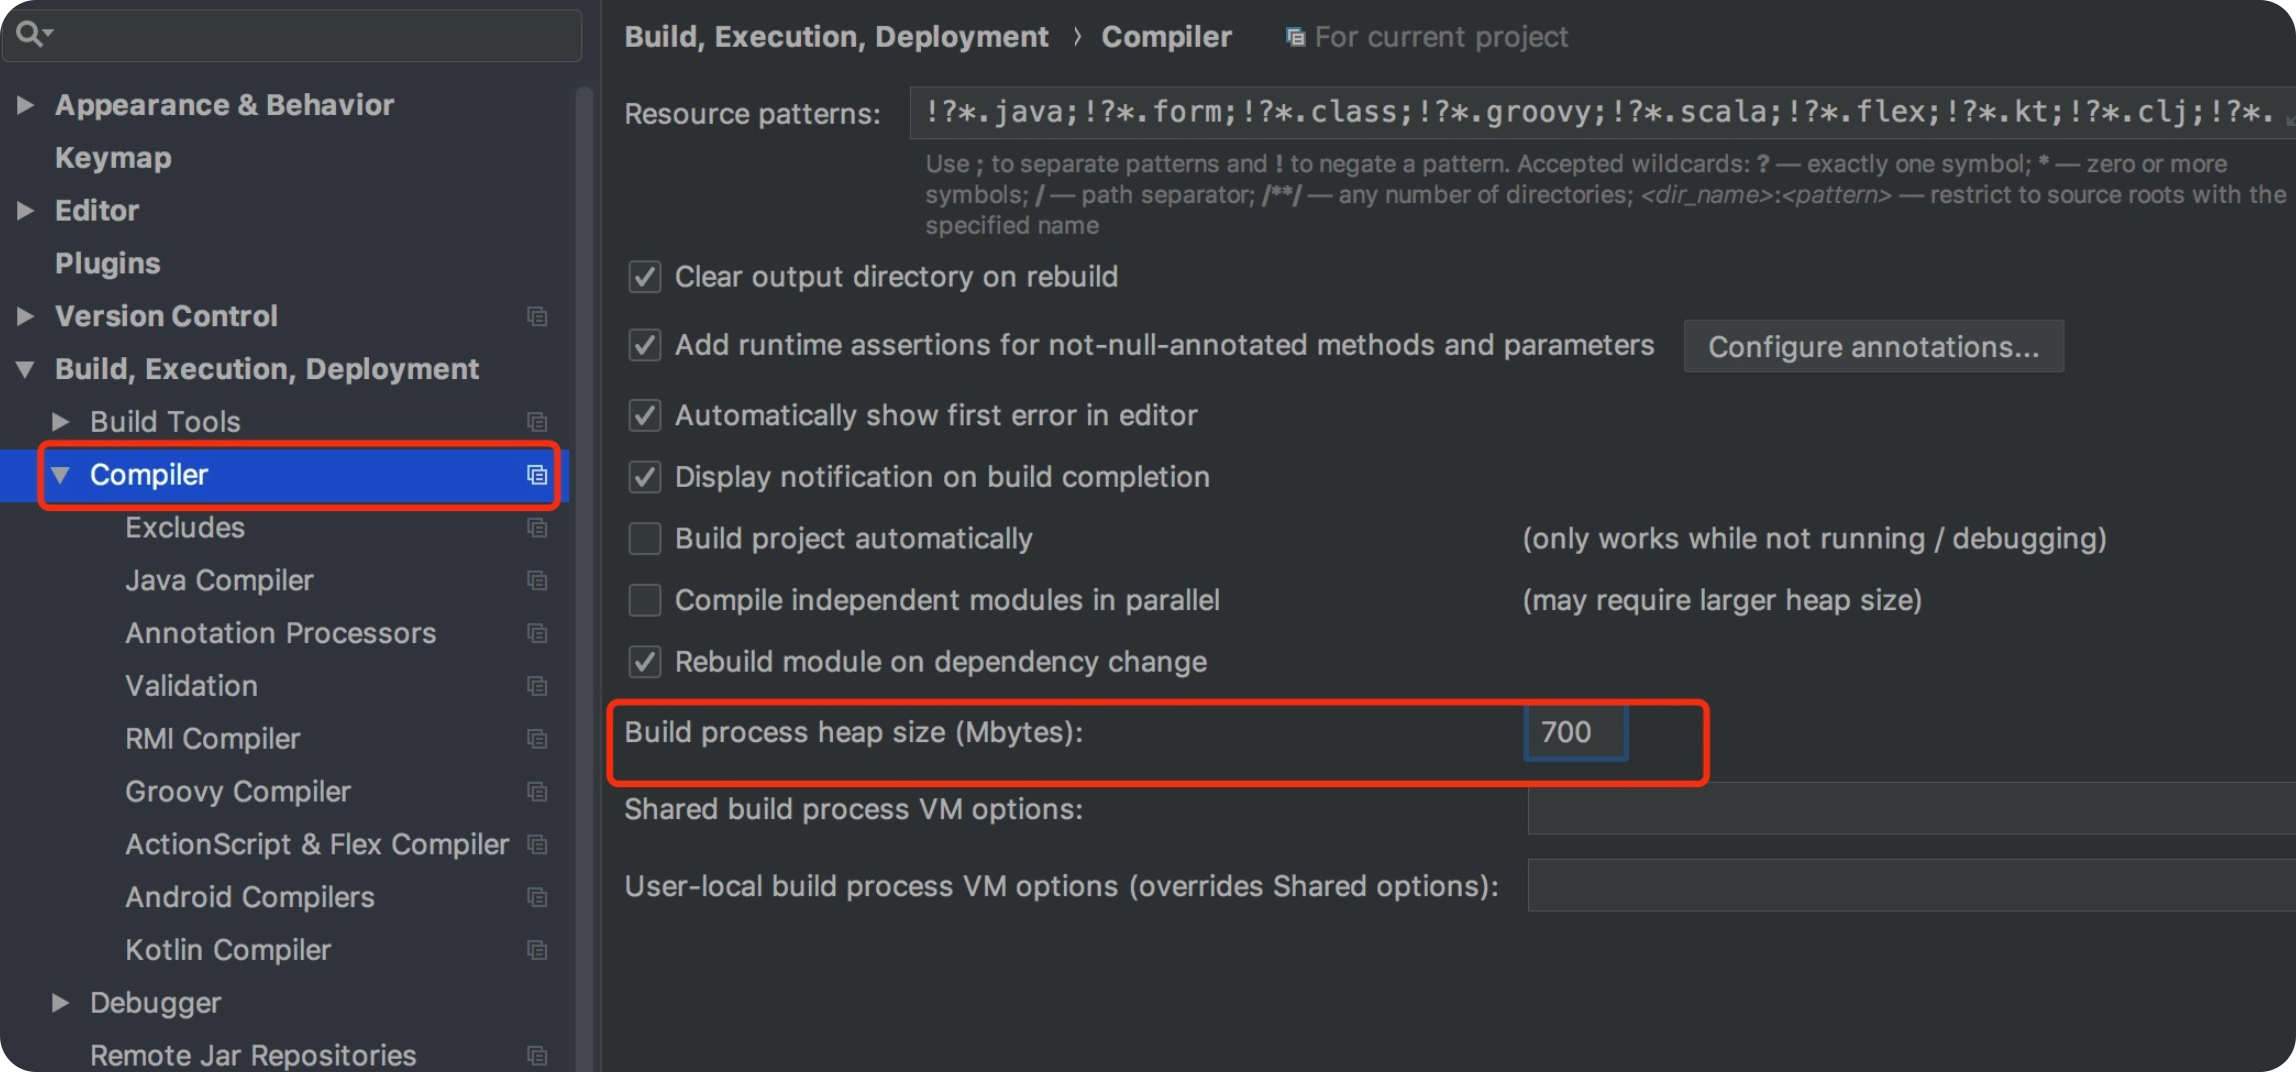 Appearance & Behavior
Keymap
Editor
Plugins
Version Control
Build, Execution, Deployment
Build Tools
Compiler
Excludes
Java Compiler
Annotation Processors
Validation
RMI Compiler
Groovy Compiler
ActionScript & Flex Compiler
Android Compilers
Kotlin Compiler
Debugger
Remote Jar Repositories
Build, Execution, Deployment › Compiler For current project
Resource patterns: !?*.java;!?*.form;!?*.class;!?*.groovy;!?*.scala;!?*.flex;!?*.kt;!?*.clj;!?*.
Use ; to separate patterns and ! to negate a pattern. Accepted wildcards: ? — exactly one symbol; * — zero or more
symbols; / — path separator; /**/ — any number of directories; <dir_name>:<pattern> — restrict to source roots with the
specified name
Clear output directory on rebuild
Add runtime assertions for not-null-annotated methods and parameters Configure annotations...
Automatically show first error in editor
Display notification on build completion
Build project automatically (only works while not running / debugging)
Compile independent modules in parallel (may require larger heap size)
Rebuild module on dependency change
Build process heap size (Mbytes): 700
Shared build process VM options:
User-local build process VM options (overrides Shared options):